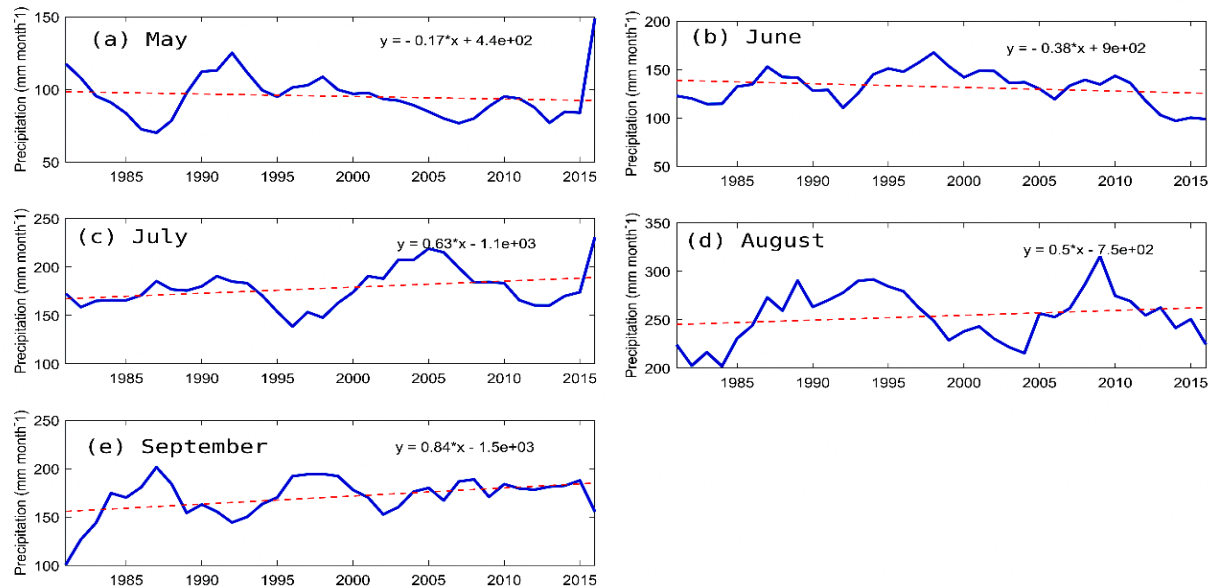 (a) May
y = - 0.17*x + 4.4e+02
Precipitation (mm month⁻1)
150
100
50
1985 1990 1995 2000 2005 2010 2015
(b) June
y = - 0.38*x + 9e+02
Precipitation (mm month⁻1)
200
150
100
50
1985 1990 1995 2000 2005 2010 2015
(c) July
y = 0.63*x - 1.1e+03
Precipitation (mm month⁻1)
250
200
150
100
1985 1990 1995 2000 2005 2010 2015
(d) August
y = 0.5*x - 7.5e+02
Precipitation (mm month⁻1)
350
300
250
200
1985 1990 1995 2000 2005 2010 2015
(e) September
y = 0.84*x - 1.5e+03
Precipitation (mm month⁻1)
250
200
150
100
1985 1990 1995 2000 2005 2010 2015